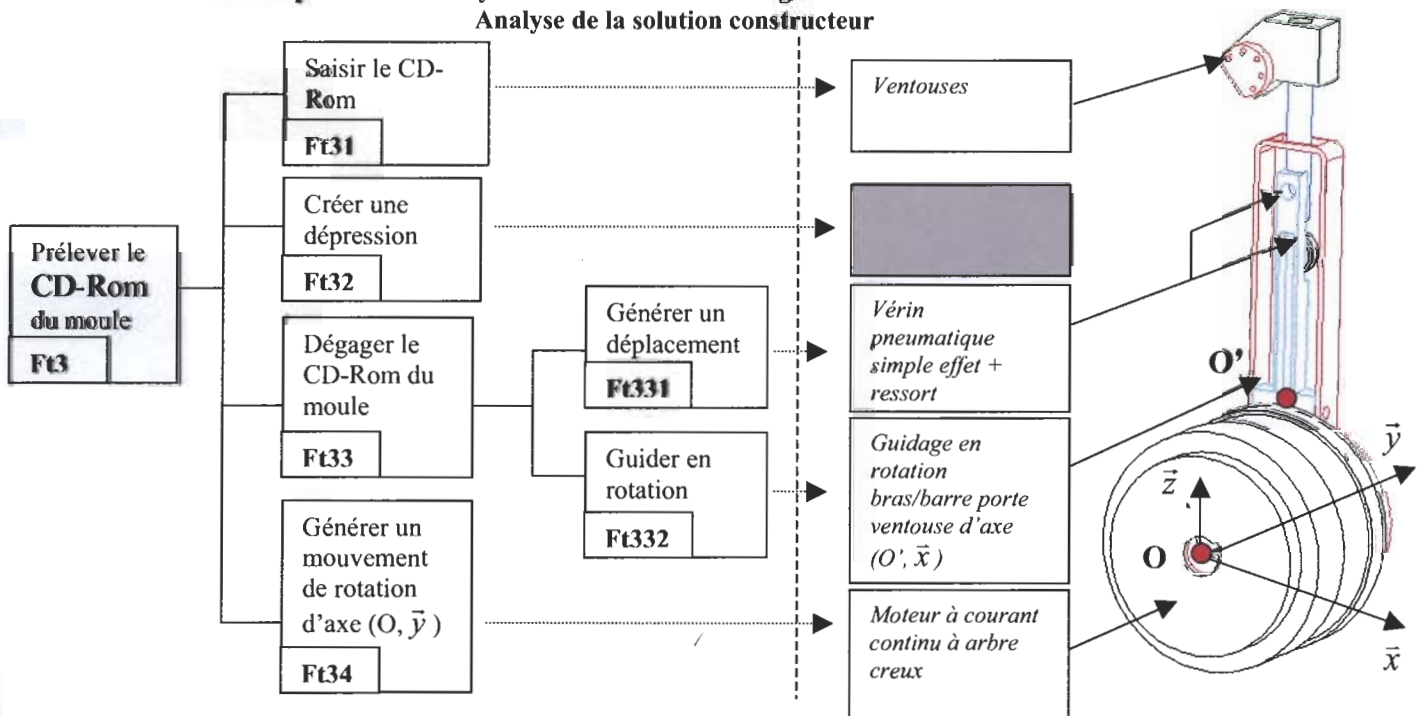 Analyse de la solution constructeur
Saisir le CD-
Rom
Ft31
Ventouses
Créer une
dépression
Ft32
Prélever le
CD-Rom
du moule
Ft3
Dégager le
CD-Rom du
moule
Ft33
Générer un
déplacement
Ft331
Vérin
pneumatique
simple effet +
ressort
Guider en
rotation
Ft332
Guidage en
rotation
bras/barre porte
ventouse d'axe
(O', x⃗ )
Générer un
mouvement
de rotation
d'axe (O, y⃗ )
Ft34
Moteur à courant
continu à arbre
creux
O'
y⃗
z⃗
O
x⃗